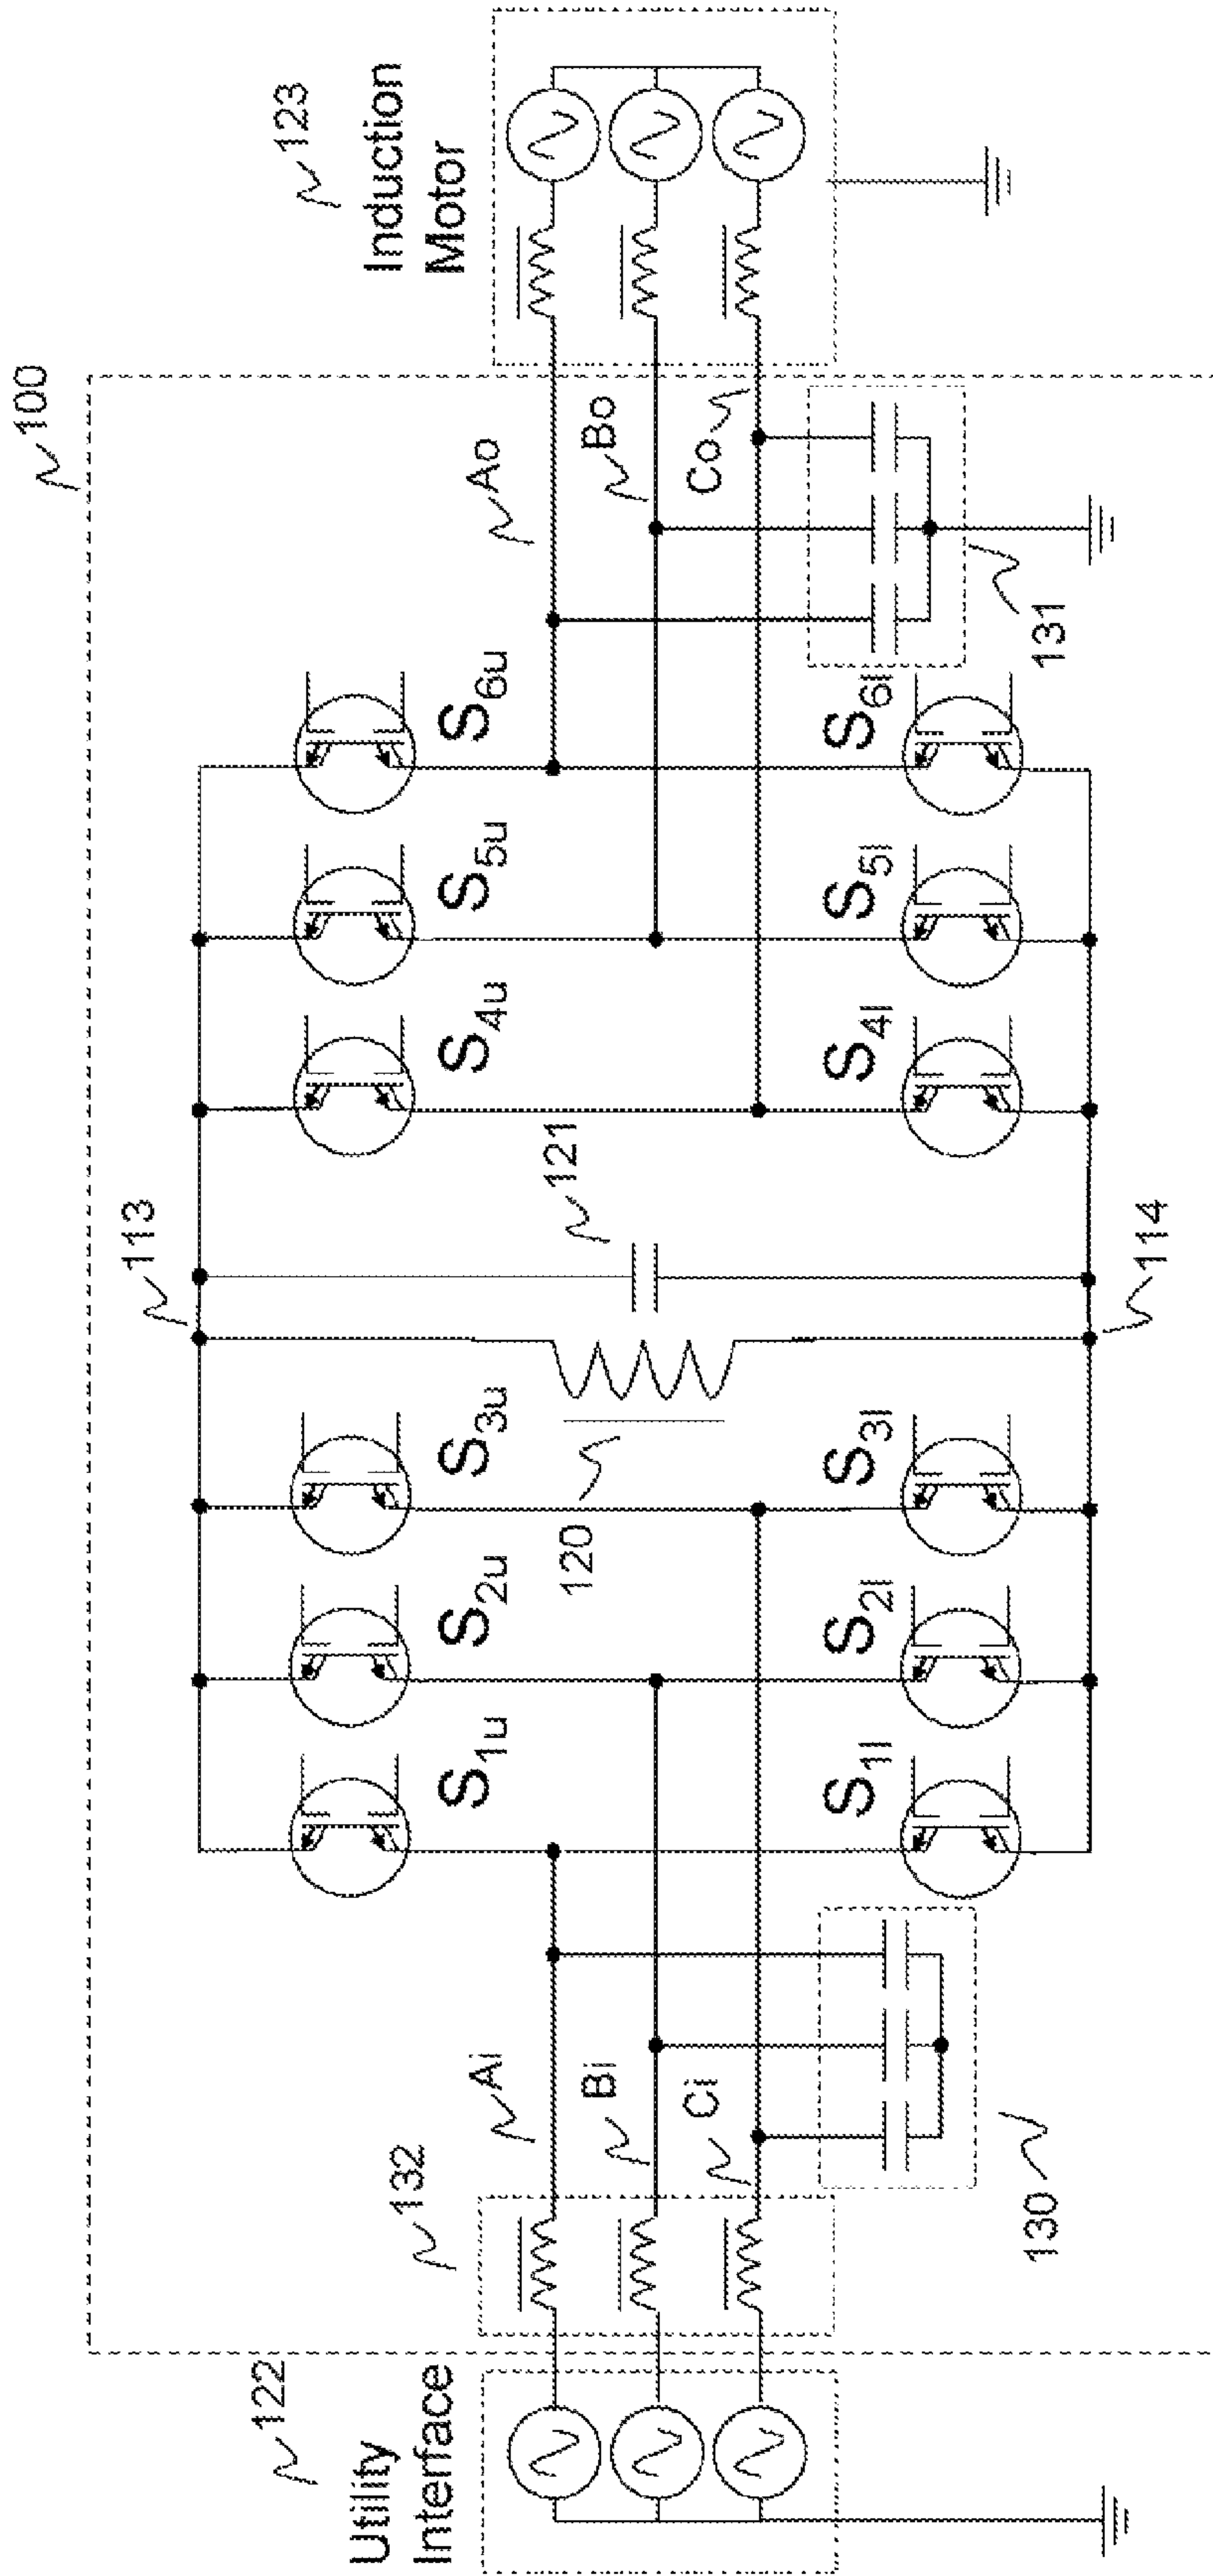 100
122
Utility
Interface
132
Ai
Bi
Ci
130
113
S1u
S2u
S3u
120
121
S4u
S5u
S6u
S1l
S2l
S3l
S4l
S5l
S6l
114
Ao
Bo
Co
131
123
Induction
Motor